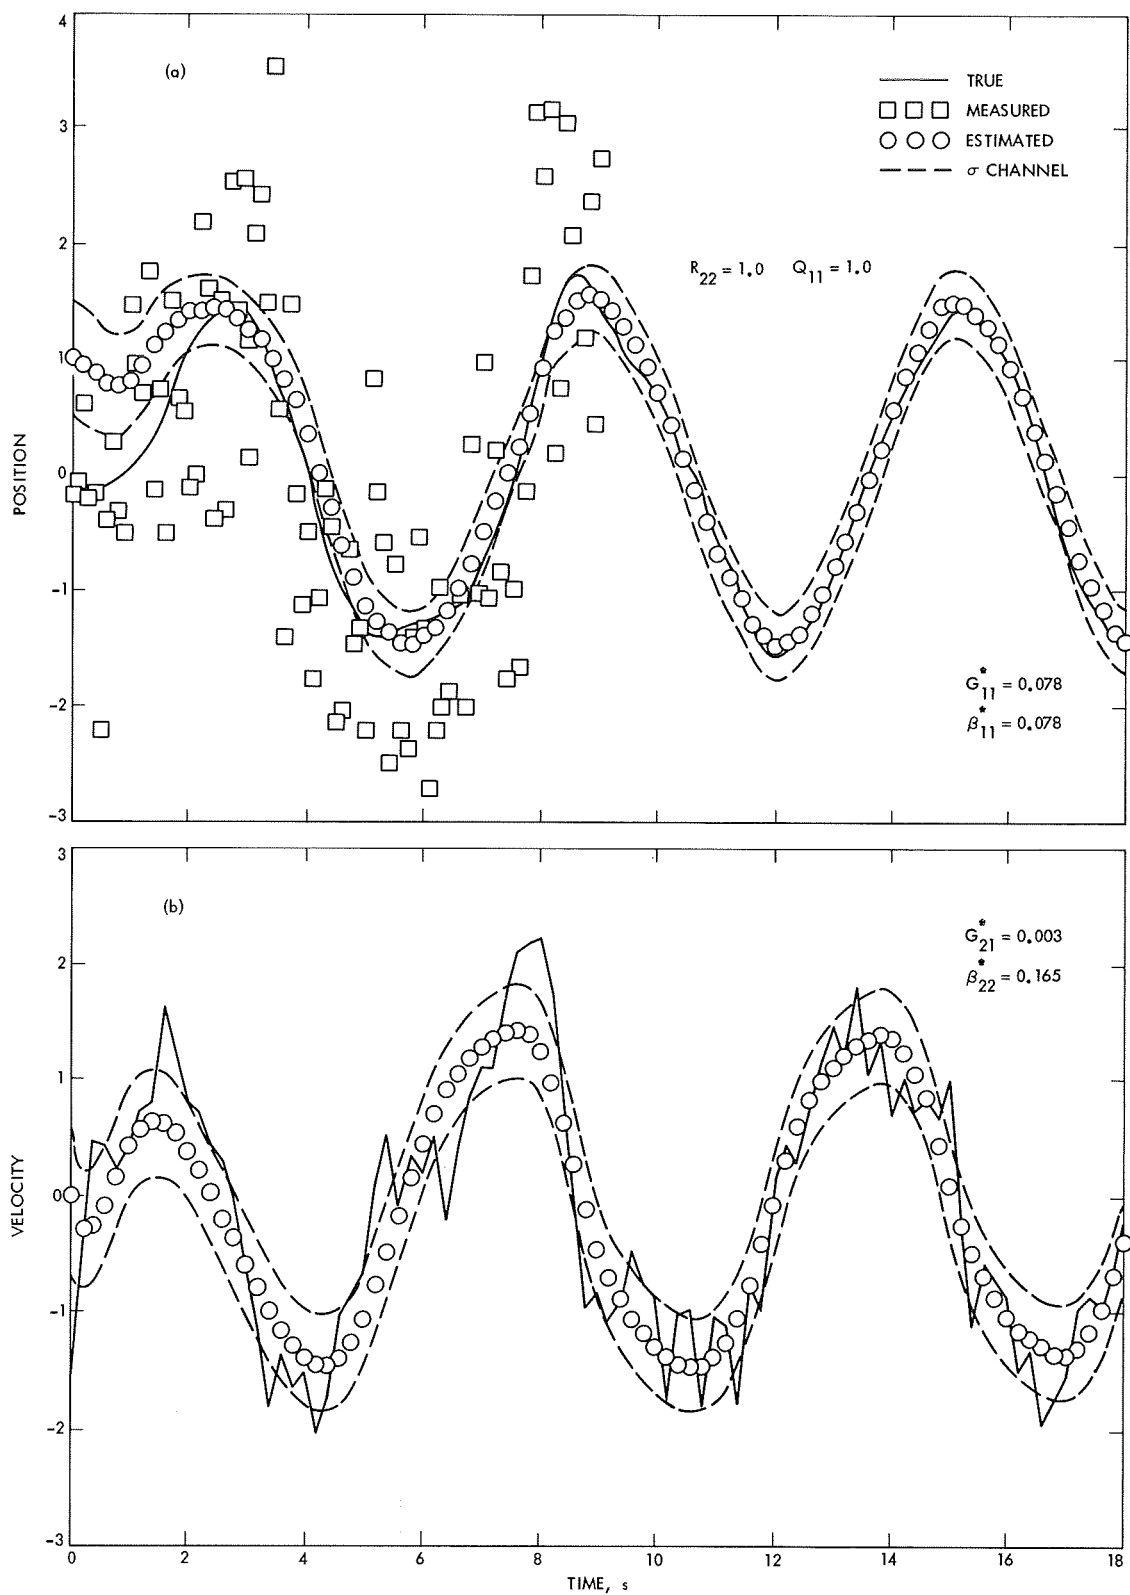 4
(a)
TRUE
MEASURED
3
ESTIMATED
σ CHANNEL
2
R22 = 1.0 Q11 = 1.0
1
POSITION
0
-1
G*11 = 0.078
-2
β*11 = 0.078
-3
3
(b)
G*21 = 0.003
2
β*22 = 0.165
1
VELOCITY
0
-1
-2
-3
0 2 4 6 8 10 12 14 16 18
TIME, s